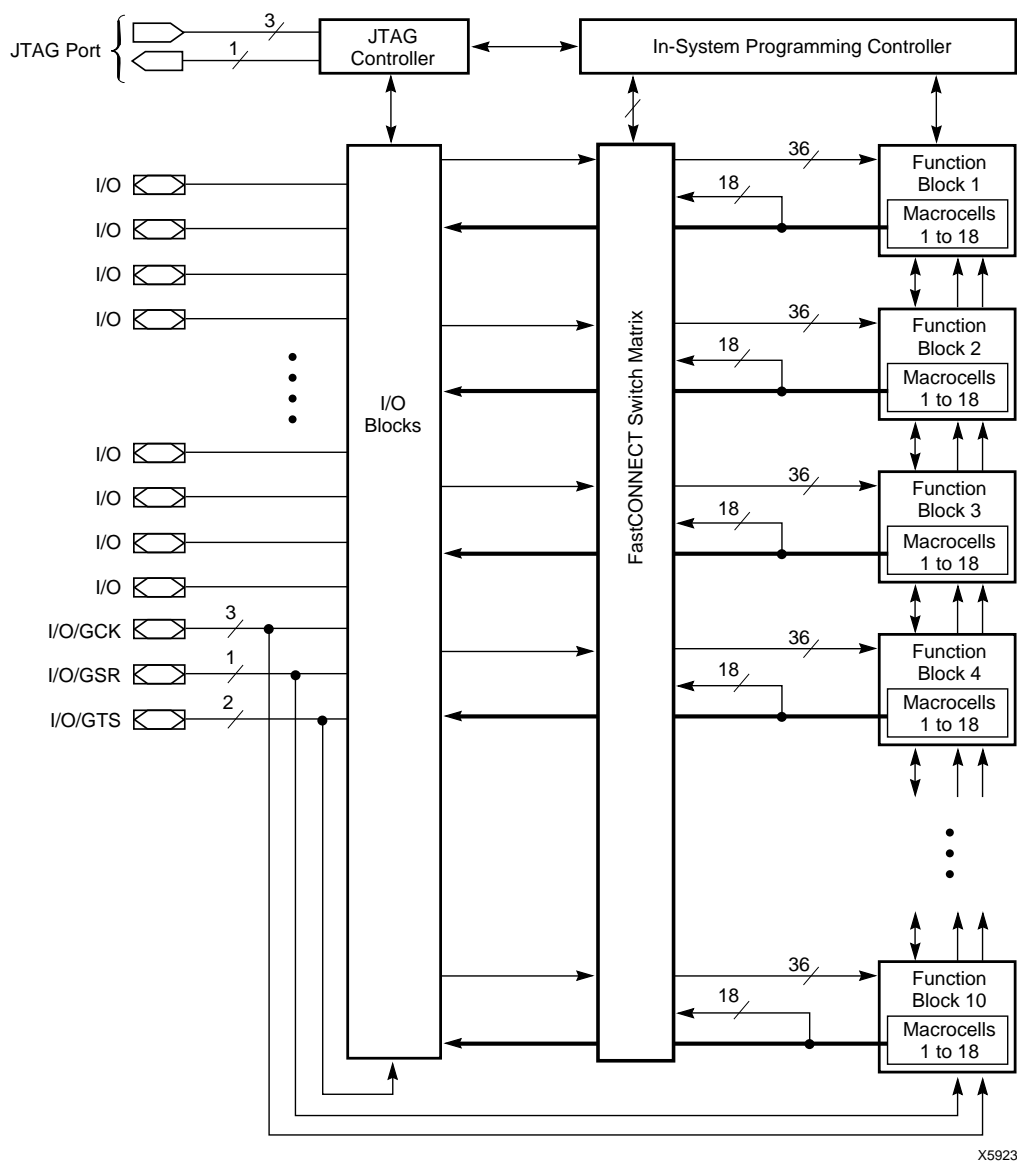 JTAG Port
3
1
JTAG
Controller
In-System Programming Controller
I/O
I/O
I/O
I/O
I/O
I/O
I/O
I/O
I/O/GCK
3
I/O/GSR
1
I/O/GTS
2
I/O
Blocks
FastCONNECT Switch Matrix
36
18
Function
Block 1
Macrocells
1 to 18
36
18
Function
Block 2
Macrocells
1 to 18
36
18
Function
Block 3
Macrocells
1 to 18
36
18
Function
Block 4
Macrocells
1 to 18
36
18
Function
Block 10
Macrocells
1 to 18
X5923